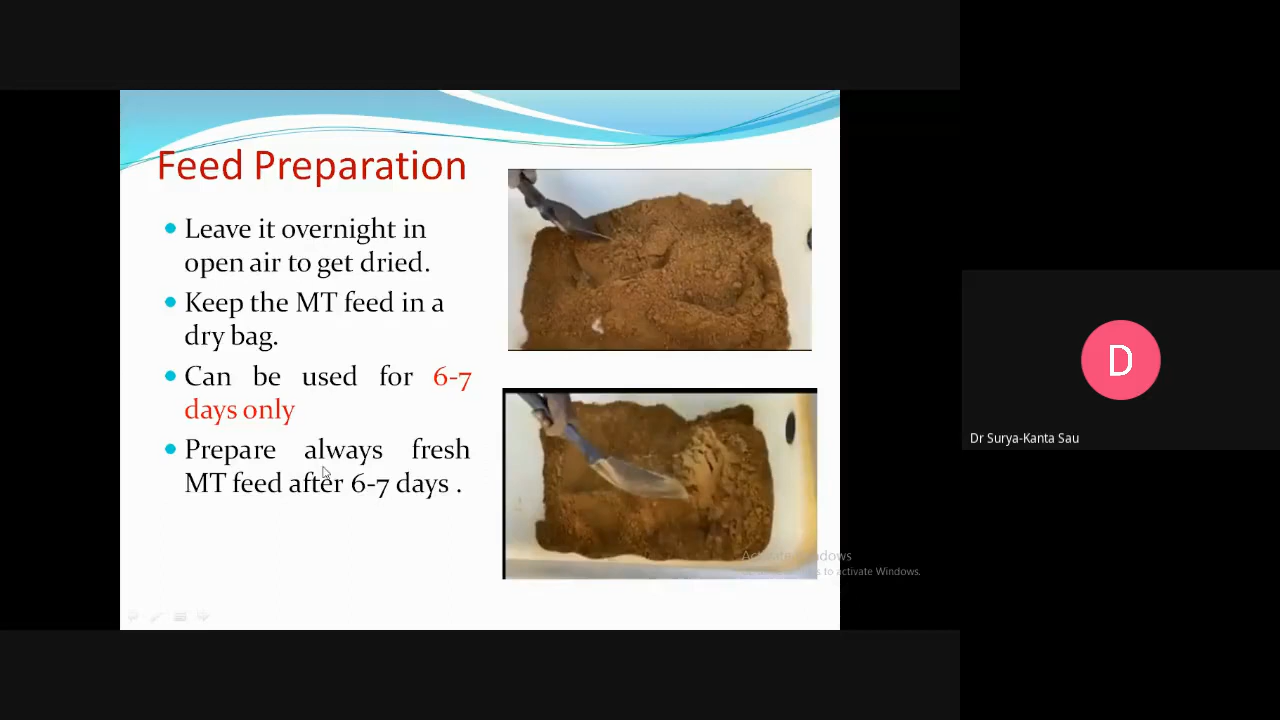 Feed Preparation
Leave it overnight in
open air to get dried.
Keep the MT feed in a
dry bag.
Can be used for 6-7
days only
Prepare always fresh
MT feed after 6-7 days .
Activate Windows
to activate Windows.
D
Dr Surya-Kanta Sau